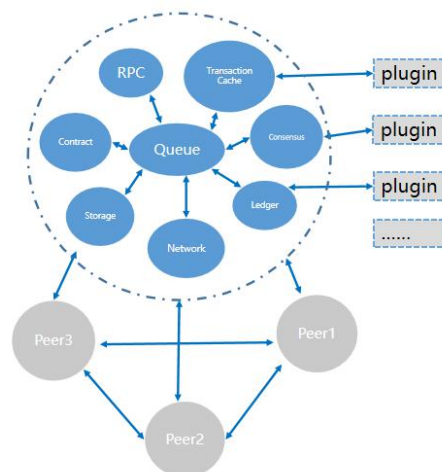 RPC
Transaction
Cache
plugin
Contract
Queue
Consensus
plugin
Storage
Ledger
plugin
Network
......
Peer3
Peer1
Peer2